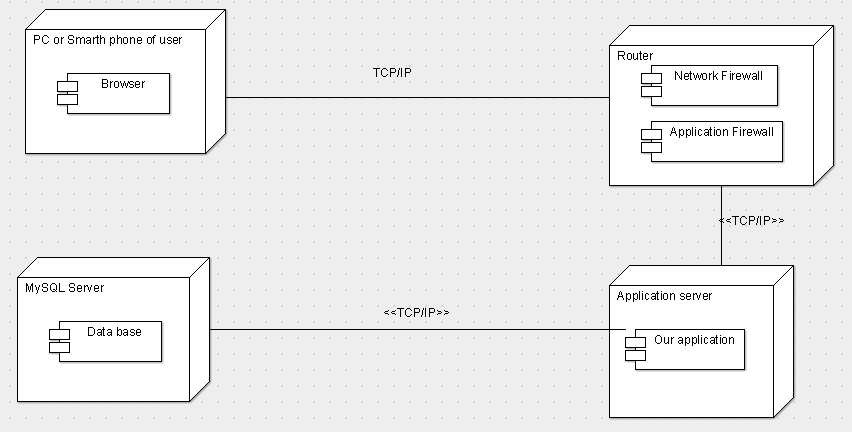 PC or Smarth phone of user
Browser
TCP/IP
Router
Network Firewall
Application Firewall
<<TCP/IP>>
MySQL Server
Data base
<<TCP/IP>>
Application server
Our application